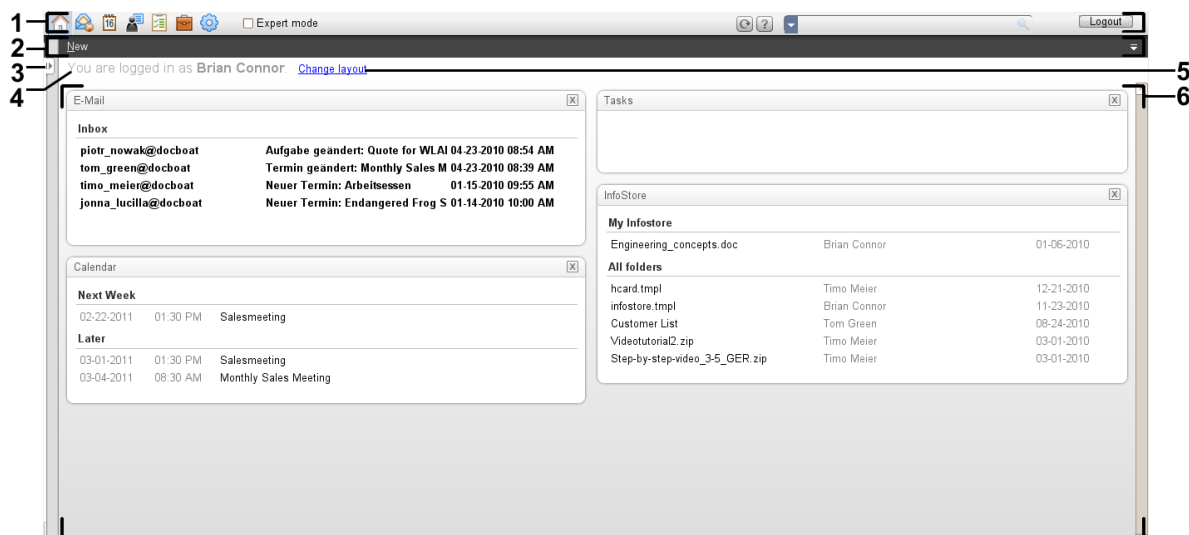 1 16 Expert mode ? Logout
2 New
3
4 You are logged in as Brian Connor. Change layout 5
6
E-Mail X
Inbox
piotr_nowak@docboat Aufgabe geändert: Quote for WLAI 04-23-2010 08:54 AM
tom_green@docboat Termin geändert: Monthly Sales M 04-23-2010 08:39 AM
timo_meier@docboat Neuer Termin: Arbeitsessen 01-15-2010 09:55 AM
jonna_lucilla@docboat Neuer Termin: Endangered Frog S 01-14-2010 10:00 AM
Calendar X
Next Week
02-22-2011 01:30 PM Salesmeeting
Later
03-01-2011 01:30 PM Salesmeeting
03-04-2011 08:30 AM Monthly Sales Meeting
Tasks X
InfoStore X
My Infostore
Engineering_concepts.doc Brian Connor 01-06-2010
All folders
hcard.tmpl Timo Meier 12-21-2010
infostore.tmpl Brian Connor 11-23-2010
Customer List Tom Green 08-24-2010
Videotutorial2.zip Timo Meier 03-01-2010
Step-by-step-video_3-5_GER.zip Timo Meier 03-01-2010